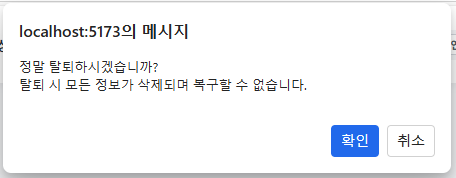 localhost:5173의 메시지
정말 탈퇴하시겠습니까?
탈퇴 시 모든 정보가 삭제되며 복구할 수 없습니다.
확인
취소